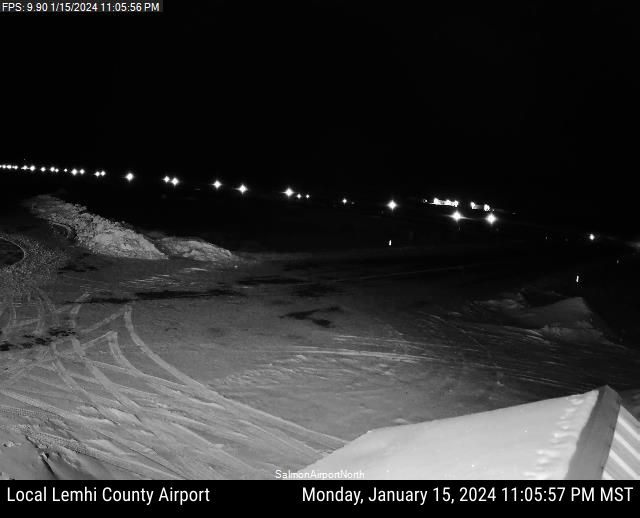 FPS: 9.90 1/15/2024 11:05:56 PM
SalmonAirportNorth
Local Lemhi County Airport Monday, January 15, 2024 11:05:57 PM MST